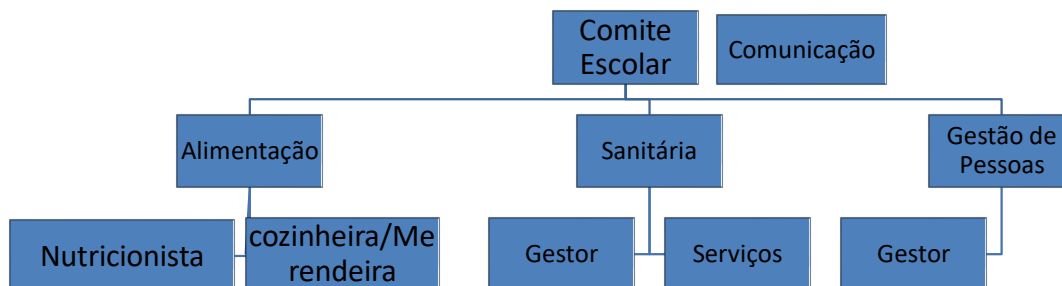 Comite
Escolar
Comunicação
Alimentação
Sanitária
Gestão de
Pessoas
Nutricionista
cozinheira/Me
rendeira
Gestor
Serviços
Gestor